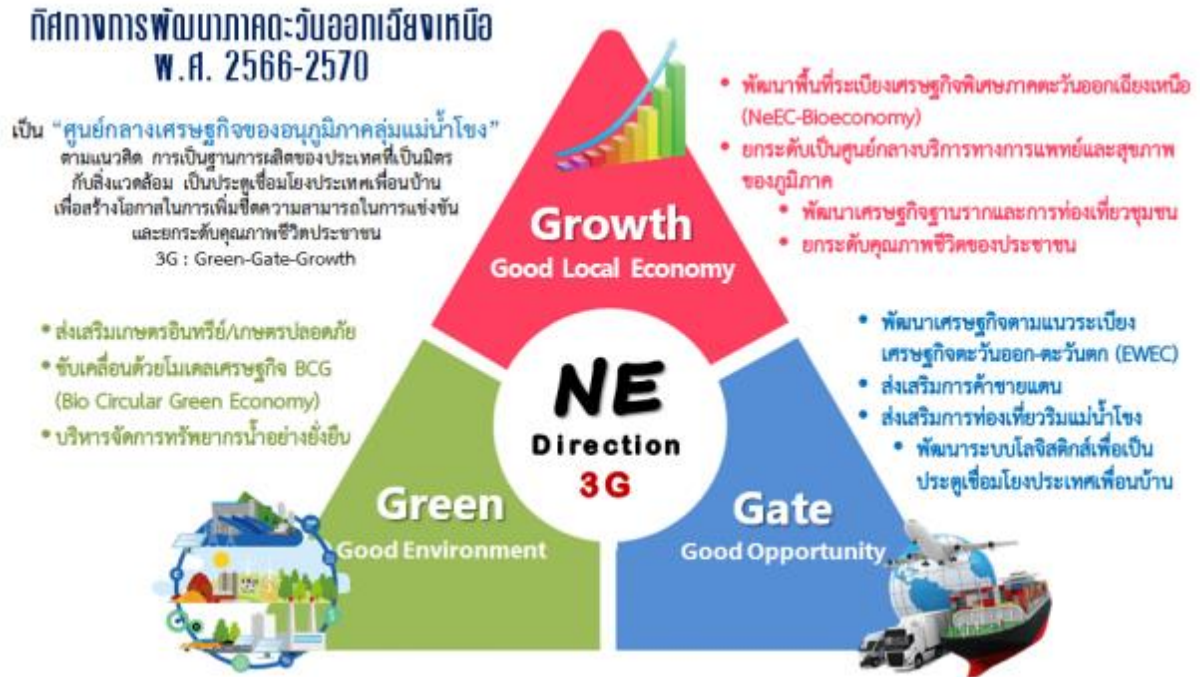 ทิศทางการพัฒนาภาคตะวันออกเฉียงเหนือ
พ.ศ. 2566-2570
เป็น “ศูนย์กลางเศรษฐกิจของอนุภูมิภาคลุ่มแม่น้ำโขง”
ตามแนวคิด การเป็นฐานการผลิตของประเทศที่เป็นมิตร
กับสิ่งแวดล้อม เป็นประตูเชื่อมโยงประเทศเพื่อนบ้าน
เพื่อสร้างโอกาสในการเพิ่มขีดความสามารถในการแข่งขัน
และยกระดับคุณภาพชีวิตประชาชน
3G : Green-Gate-Growth
Growth
Good Local Economy
• พัฒนาพื้นที่ระเบียงเศรษฐกิจพิเศษภาคตะวันออกเฉียงเหนือ
(NeEC-Bioeconomy)
• ยกระดับเป็นศูนย์กลางบริการทางการแพทย์และสุขภาพ
ของภูมิภาค
• พัฒนาเศรษฐกิจฐานรากและการท่องเที่ยวชุมชน
• ยกระดับคุณภาพชีวิตของประชาชน
• ส่งเสริมเกษตรอินทรีย์/เกษตรปลอดภัย
• ขับเคลื่อนด้วยโมเดลเศรษฐกิจ BCG
(Bio Circular Green Economy)
• บริหารจัดการทรัพยากรน้ำอย่างยั่งยืน
NE
Direction
3G
• พัฒนาเศรษฐกิจตามแนวระเบียง
เศรษฐกิจตะวันออก-ตะวันตก (EWEC)
• ส่งเสริมการค้าชายแดน
• ส่งเสริมการท่องเที่ยวริมแม่น้ำโขง
• พัฒนาระบบโลจิสติกส์เพื่อเป็น
ประตูเชื่อมโยงประเทศเพื่อนบ้าน
Green
Good Environment
Gate
Good Opportunity